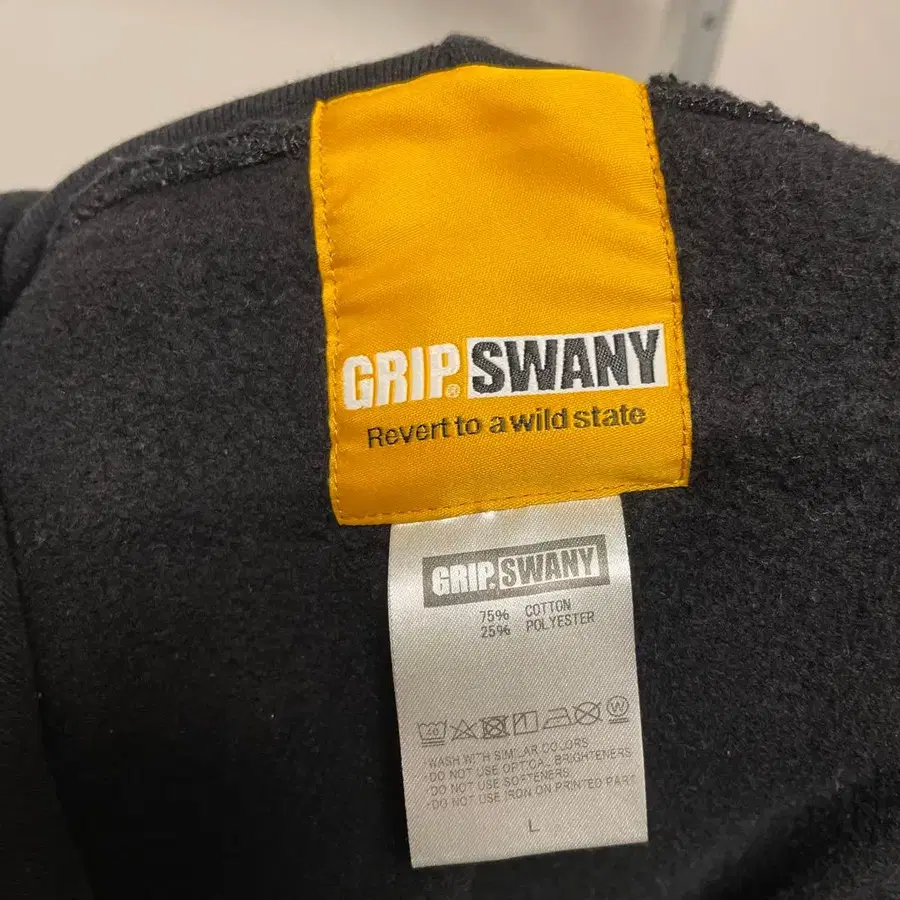 GRIP® SWANY
Revert to a wild state
GRIP. SWANY
75% COTTON
25% POLYESTER
WASH WITH SIMILAR COLORS
DO NOT USE OPTICAL BRIGHTENERS
DO NOT USE SOFTENERS
DO NOT USE IRON ON PRINTED PART
L